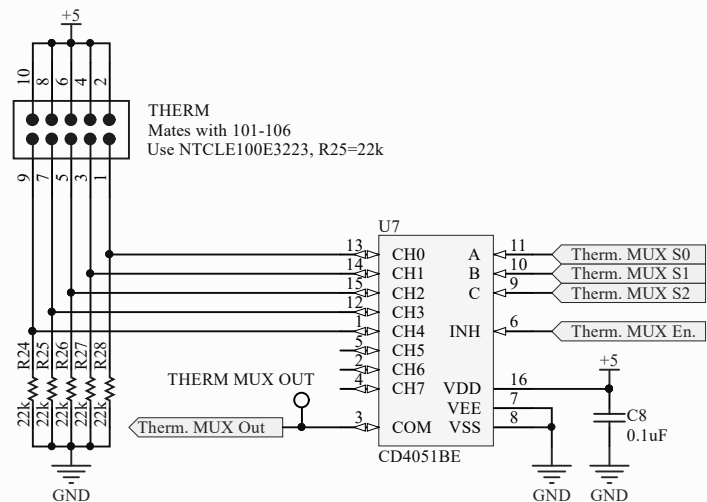 +5
10
8
6
4
2
THERM
Mates with 101-106
Use NTCLE100E3223, R25=22k
9
7
5
3
1
U7
13 CH0 A 11 Therm. MUX S0
14 CH1 B 10 Therm. MUX S1
15 CH2 C 9 Therm. MUX S2
12 CH3
1 CH4 INH 6 Therm. MUX En.
5 CH5
2 CH6
4 CH7 VDD 16
+5
VEE 7
3 COM VSS 8
CD4051BE
R24
R25
R26
R27
R28
22k
22k
22k
22k
22k
THERM MUX OUT
Therm. MUX Out
C8
0.1uF
GND
GND
GND